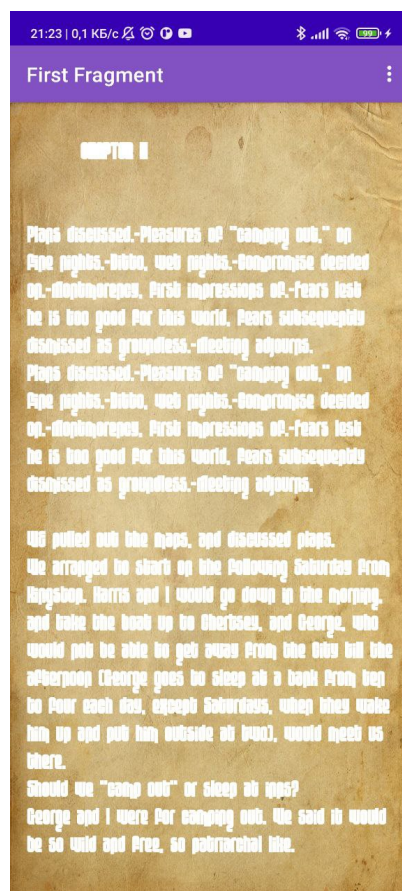 21:23 | 0,1 КБ/с
99
First Fragment
CHAPTER II
Plans discussed.-Pleasures of "camping out," on
fine nights.-Ditto, wet nights.-Compromise decided
on.-Montmorency, first impressions of.-Fears lest
he is too good for this world, fears subsequently
dismissed as groundless.-Meeting adjourns.
Plans discussed.-Pleasures of "camping out," on
fine nights.-Ditto, wet nights.-Compromise decided
on.-Montmorency, first impressions of.-Fears lest
he is too good for this world, fears subsequently
dismissed as groundless.-Meeting adjourns.
WE pulled out the maps, and discussed plans.
We arranged to start on the following Saturday from
Kingston. Harris and I would go down in the morning,
and take the boat up to Chertsey, and George, who
would not be able to get away from the City till the
afternoon (George goes to sleep at a bank from ten
to four each day, except Saturdays, when they wake
him up and put him outside at two), would meet us
there.
Should we "camp out" or sleep at inns?
George and I were for camping out. We said it would
be so wild and free, so patriarchal like.